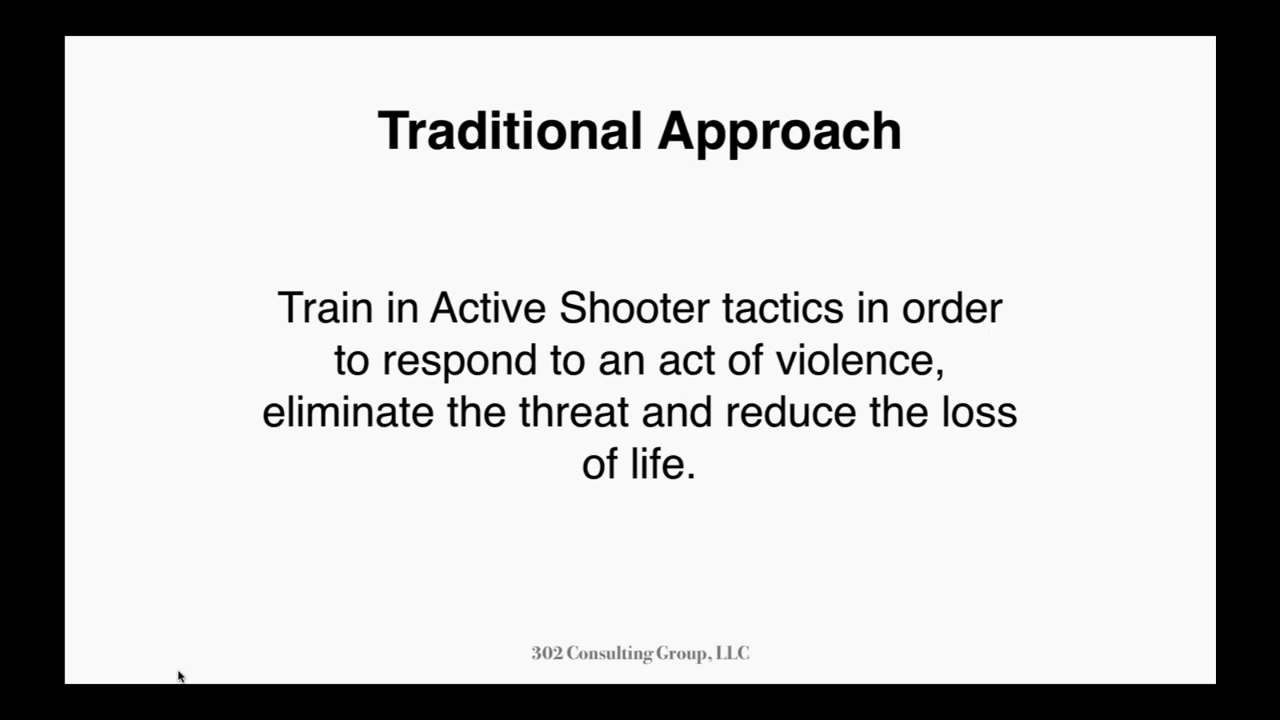 Traditional Approach
Train in Active Shooter tactics in order
to respond to an act of violence,
eliminate the threat and reduce the loss
of life.
302 Consulting Group, LLC